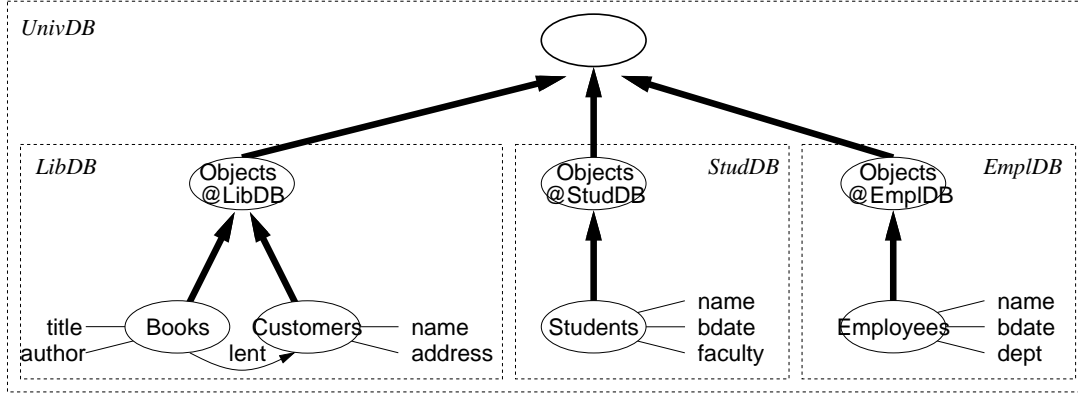 UnivDB
LibDB
Objects
@LibDB
StudDB
Objects
@StudDB
EmplDB
Objects
@EmplDB
title
author
Books
lent
Customers
name
address
Students
name
bdate
faculty
Employees
name
bdate
dept